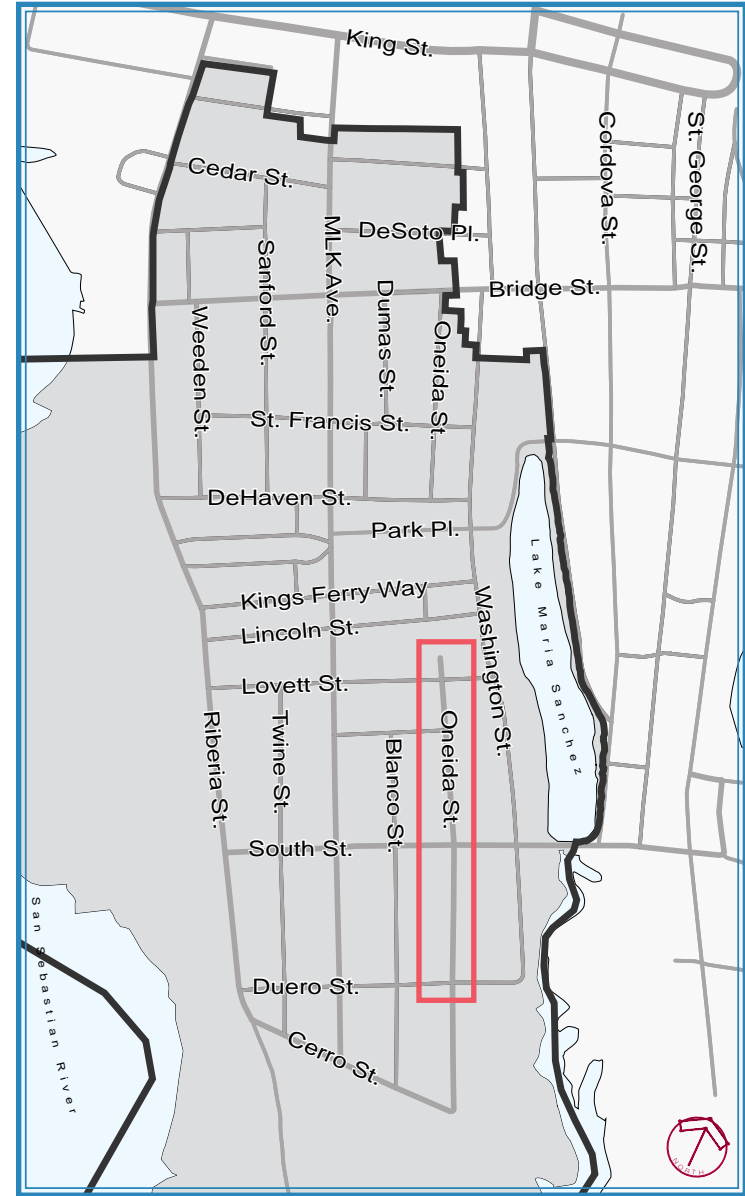 King St.
Cordova St.
St. George St.
Cedar St.
MLK Ave.
DeSoto Pl.
Sanford St.
Bridge St.
Dumas St.
Weeden St.
Oneida St.
St. Francis St.
DeHaven St.
Park Pl.
Lake Maria Sanchez
Kings Ferry Way
Washington St.
Lincoln St.
Lovett St.
Riberia St.
Twine St.
Oneida St.
Blanco St.
South St.
San Sebastian River
Duero St.
Cerro St.
NORTH